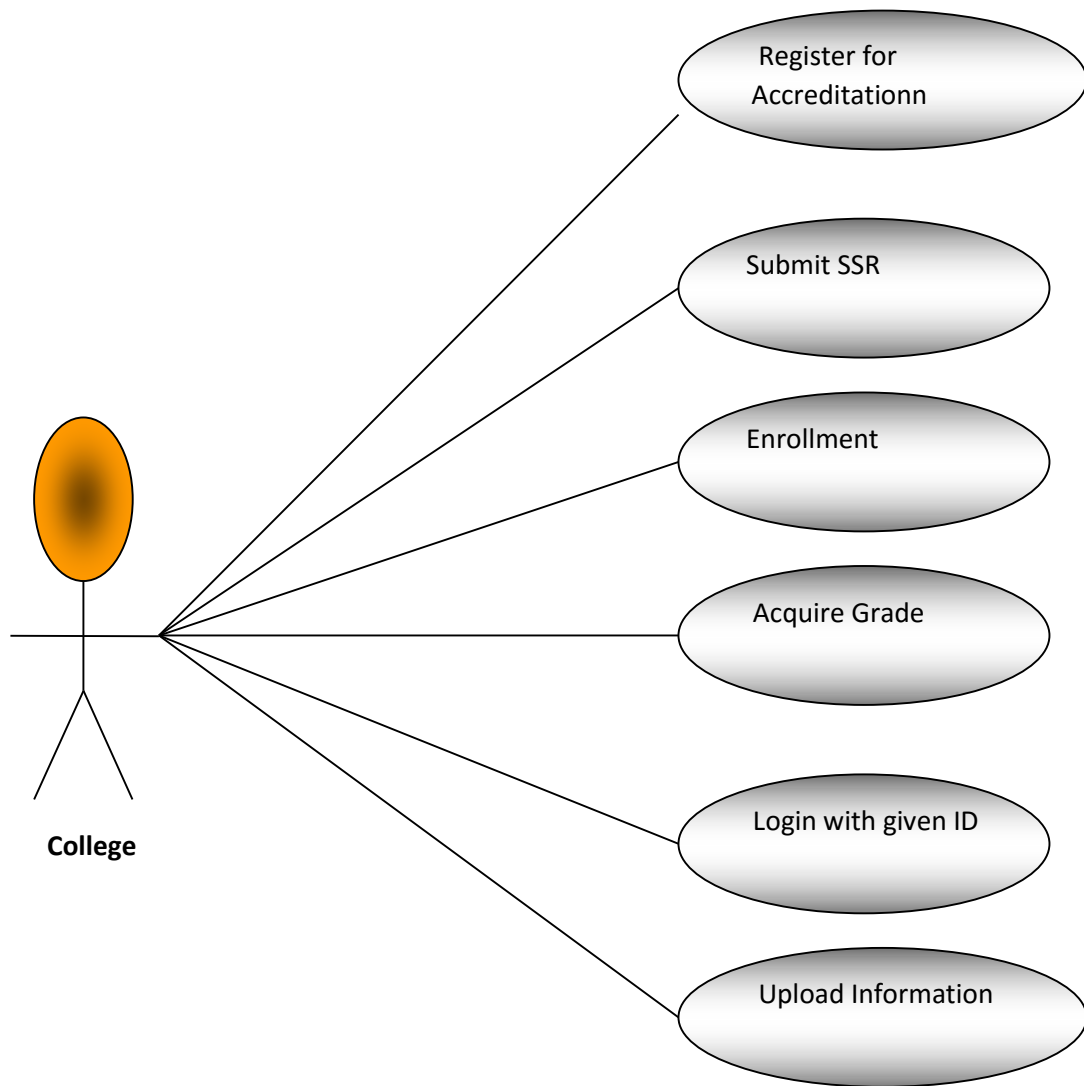 Register for
Accreditationn
Submit SSR
Enrollment
Acquire Grade
Login with given ID
College
Upload Information